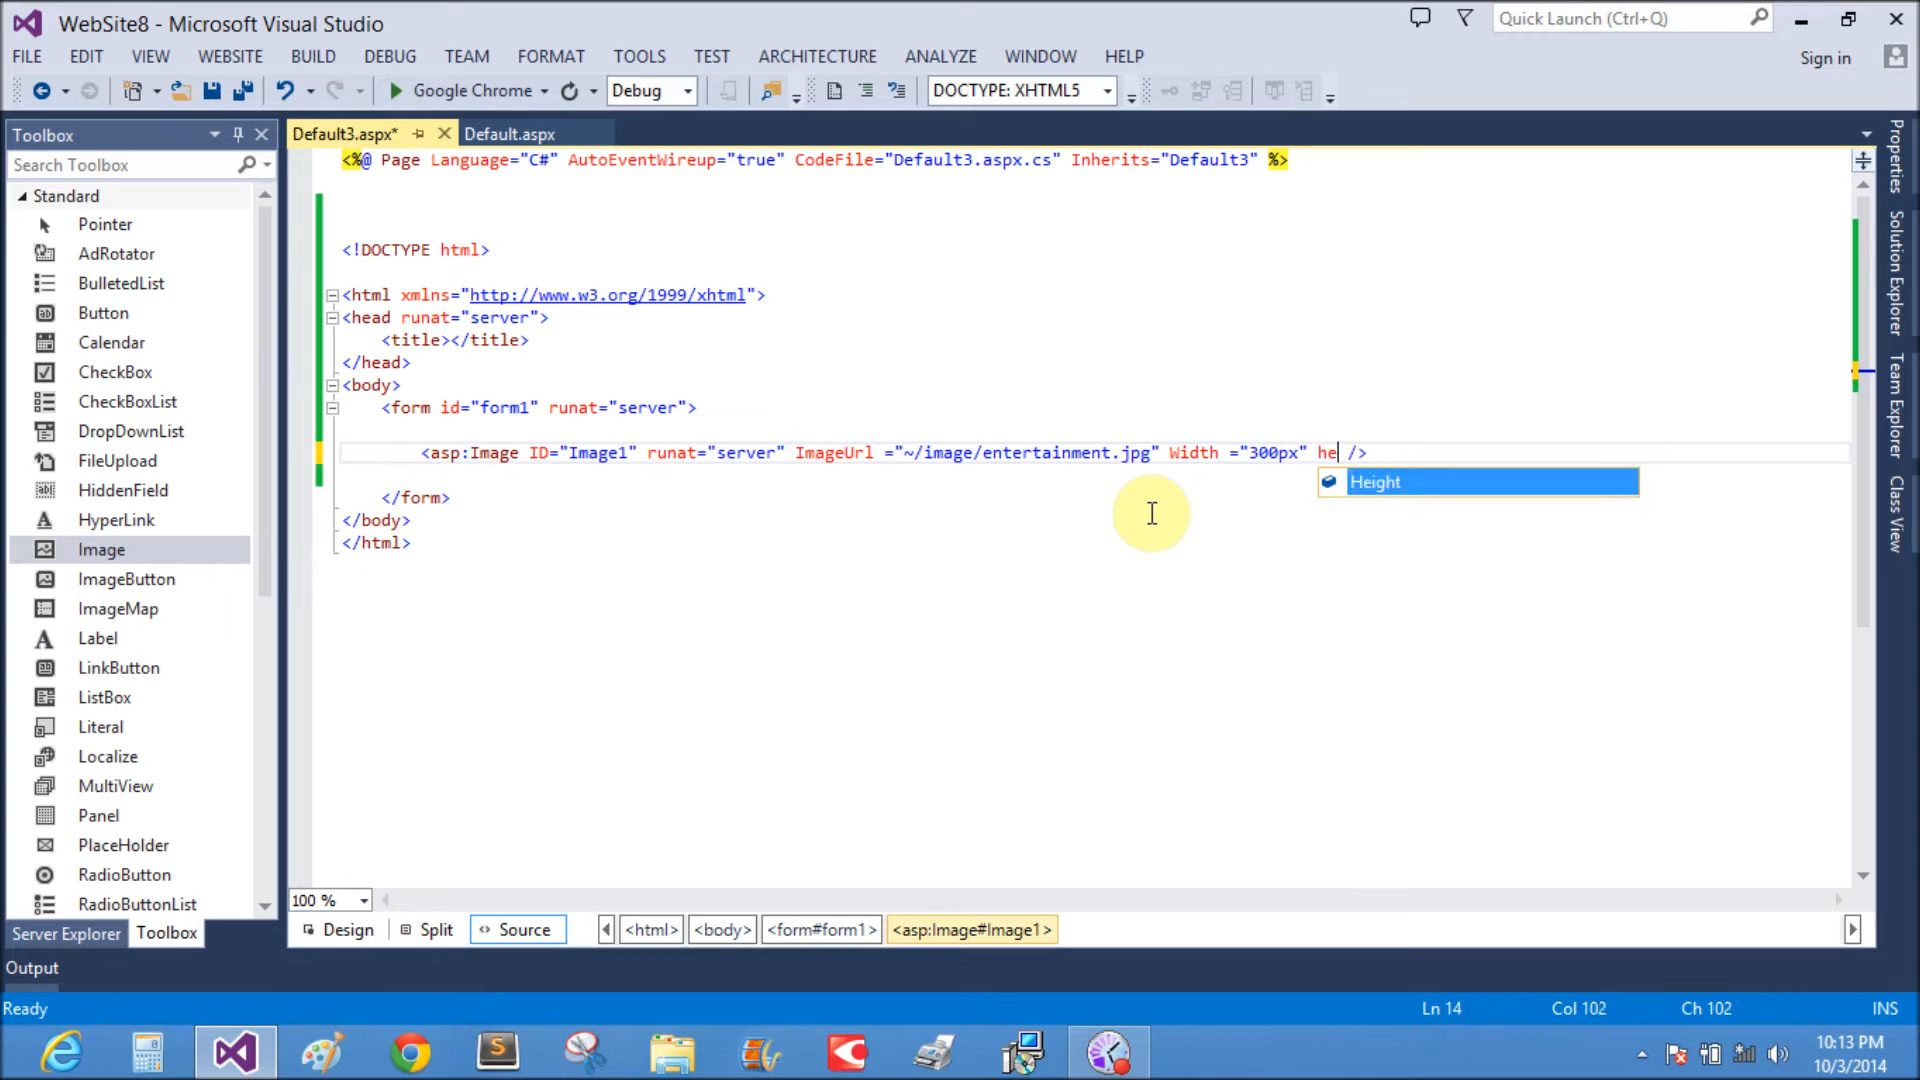 WebSite8 - Microsoft Visual Studio
Quick Launch (Ctrl+Q)
FILE EDIT VIEW WEBSITE BUILD DEBUG TEAM FORMAT TOOLS TEST ARCHITECTURE ANALYZE WINDOW HELP
Sign in
Google Chrome Debug DOCTYPE: XHTML5
Toolbox
Search Toolbox
Standard
Pointer
AdRotator
BulletedList
Button
Calendar
CheckBox
CheckBoxList
DropDownList
FileUpload
HiddenField
HyperLink
Image
ImageButton
ImageMap
Label
LinkButton
ListBox
Literal
Localize
MultiView
Panel
PlaceHolder
RadioButton
RadioButtonList
Server Explorer Toolbox
Default3.aspx* Default.aspx
<%@ Page Language="C#" AutoEventWireup="true" CodeFile="Default3.aspx.cs" Inherits="Default3" %>
<!DOCTYPE html>
<html xmlns="http://www.w3.org/1999/xhtml">
<head runat="server">
<title></title>
</head>
<body>
<form id="form1" runat="server">
<asp:Image ID="Image1" runat="server" ImageUrl ="~/image/entertainment.jpg" Width ="300px" he />
Height
</form>
</body>
</html>
100 %
Design Split Source <html> <body> <form#form1> <asp:Image#Image1>
Properties
Solution Explorer
Team Explorer
Class View
Output
Ready Ln 14 Col 102 Ch 102 INS
10:13 PM
10/3/2014